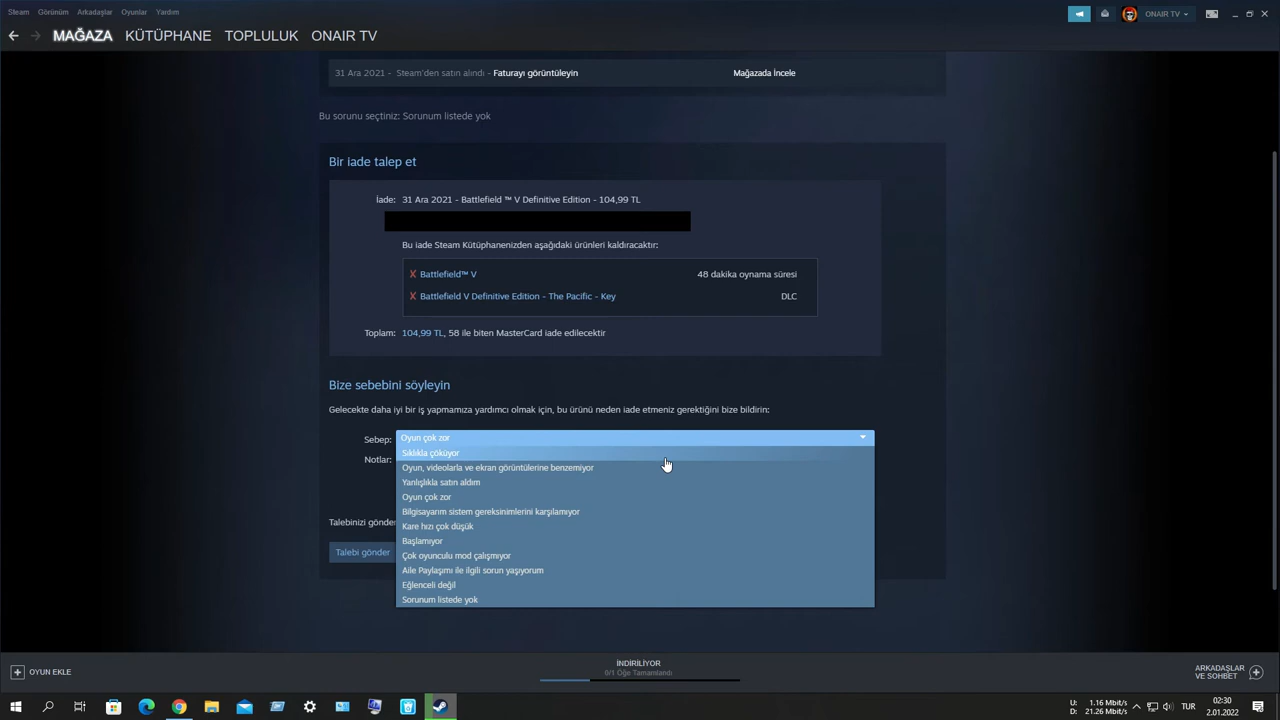 Steam Görünüm Arkadaşlar Oyunlar Yardım
ONAIR TV
MAĞAZA KÜTÜPHANE TOPLULUK ONAIR TV
31 Ara 2021 - Steam'den satın alındı - Faturayı görüntüleyin Mağazada İncele
Bu sorunu seçtiniz: Sorunum listede yok
Bir iade talep et
İade: 31 Ara 2021 - Battlefield ™ V Definitive Edition - 104,99 TL
Bu iade Steam Kütüphanenizden aşağıdaki ürünleri kaldıracaktır:
X Battlefield™ V 48 dakika oynama süresi
X Battlefield V Definitive Edition - The Pacific - Key DLC
Toplam: 104,99 TL, 58 ile biten MasterCard iade edilecektir
Bize sebebini söyleyin
Gelecekte daha iyi bir iş yapmamıza yardımcı olmak için, bu ürünü neden iade etmeniz gerektiğini bize bildirin:
Sebep: Oyun çok zor
Sıklıkla çöküyor
Notlar:
Oyun, videolarla ve ekran görüntülerine benzemiyor
Yanlışlıkla satın aldım
Oyun çok zor
Bilgisayarım sistem gereksinimlerini karşılamıyor
Talebinizi gönder
Kare hızı çok düşük
Başlamıyor
Talebi gönder
Çok oyunculu mod çalışmıyor
Aile Paylaşımı ile ilgili sorun yaşıyorum
Eğlenceli değil
Sorunum listede yok
OYUN EKLE
İNDİRİLİYOR
0/1 Öğe Tamamlandı
ARKADAŞLAR
VE SOHBET
U: 1.16 Mbit/s
D: 21.26 Mbit/s
TUR
02:30
2.01.2022